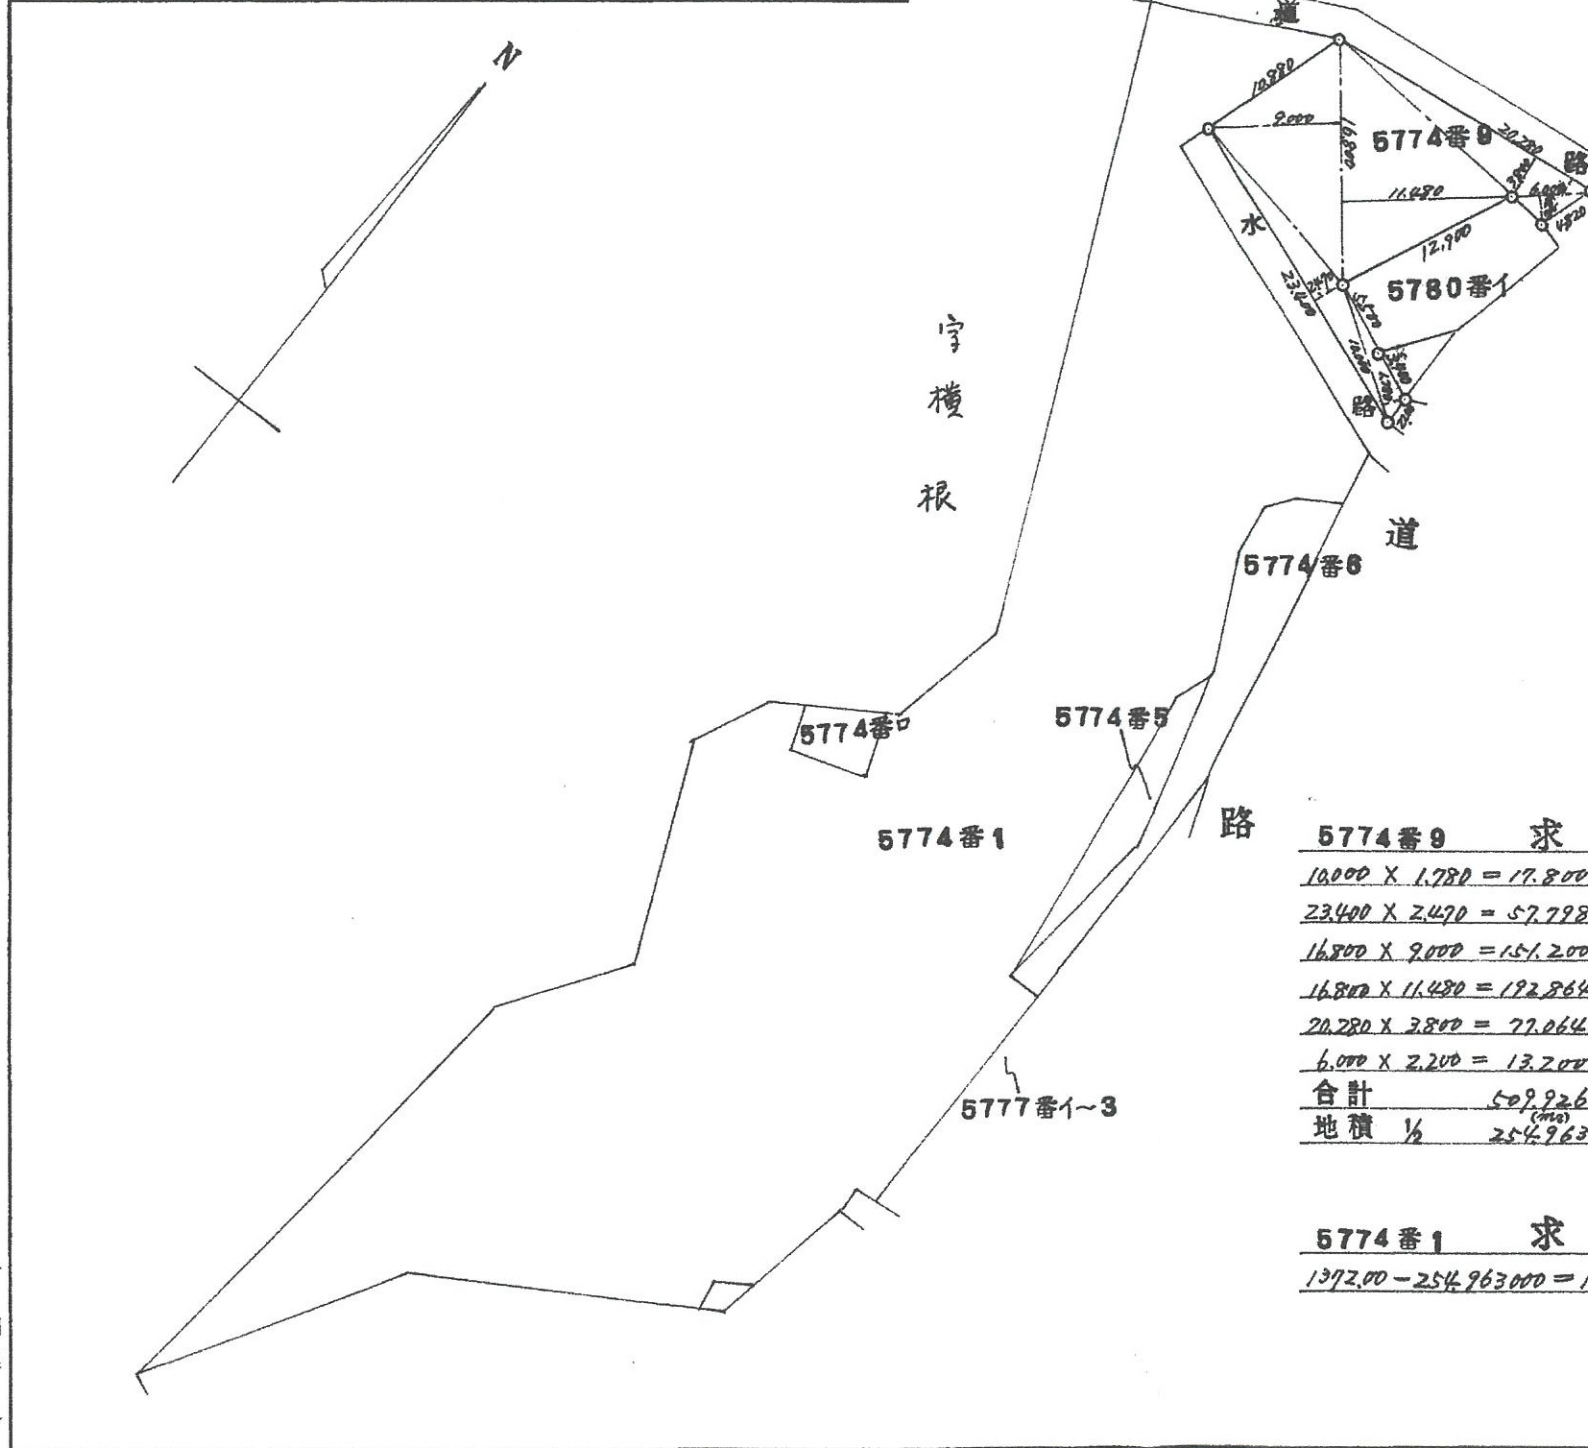 N
道
10.880
9.000
16.800
5774番9
20.280
路
3.800
6.000
11.480
4.820
水
12.900
2.470
23.400
5780番イ
5.500
10.000
路
字横根
道
5774番6
5774番5
5774番ロ
5774番1
路
5777番イ~3
5774番9 求
10.000 × 1.780 = 17.800
23.400 × 2.470 = 57.798
16.800 × 9.000 = 151.200
16.800 × 11.480 = 192.864
20.280 × 3.800 = 77.064
6.000 × 2.200 = 13.200
合計 509.926
地積 ½ 254.963
5774番1 求
1372.00-254.963000=1